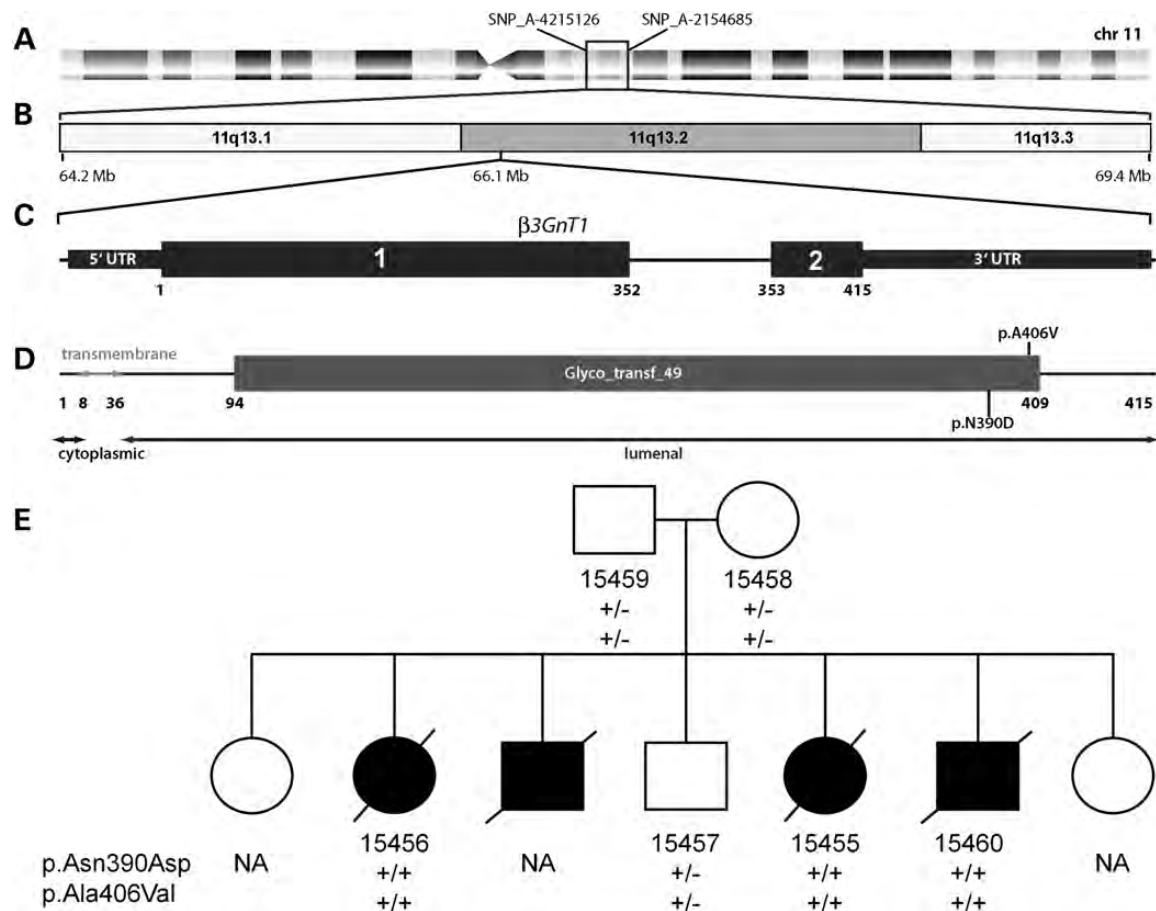 A
SNP_A-4215126
SNP_A-2154685
chr 11
B
11q13.1
11q13.2
11q13.3
64.2 Mb
66.1 Mb
69.4 Mb
C
β3GnT1
5' UTR
1
2
3' UTR
1
352
353
415
D
transmembrane
p.A406V
Glyco_transf_49
1
8
36
94
409
415
p.N390D
cytoplasmic
lumenal
E
15459
15458
+/-
+/-
+/-
+/-
15456
15457
15455
15460
p.Asn390Asp
NA
+/+
NA
+/-
+/+
+/+
NA
p.Ala406Val
+/+
+/-
+/+
+/+